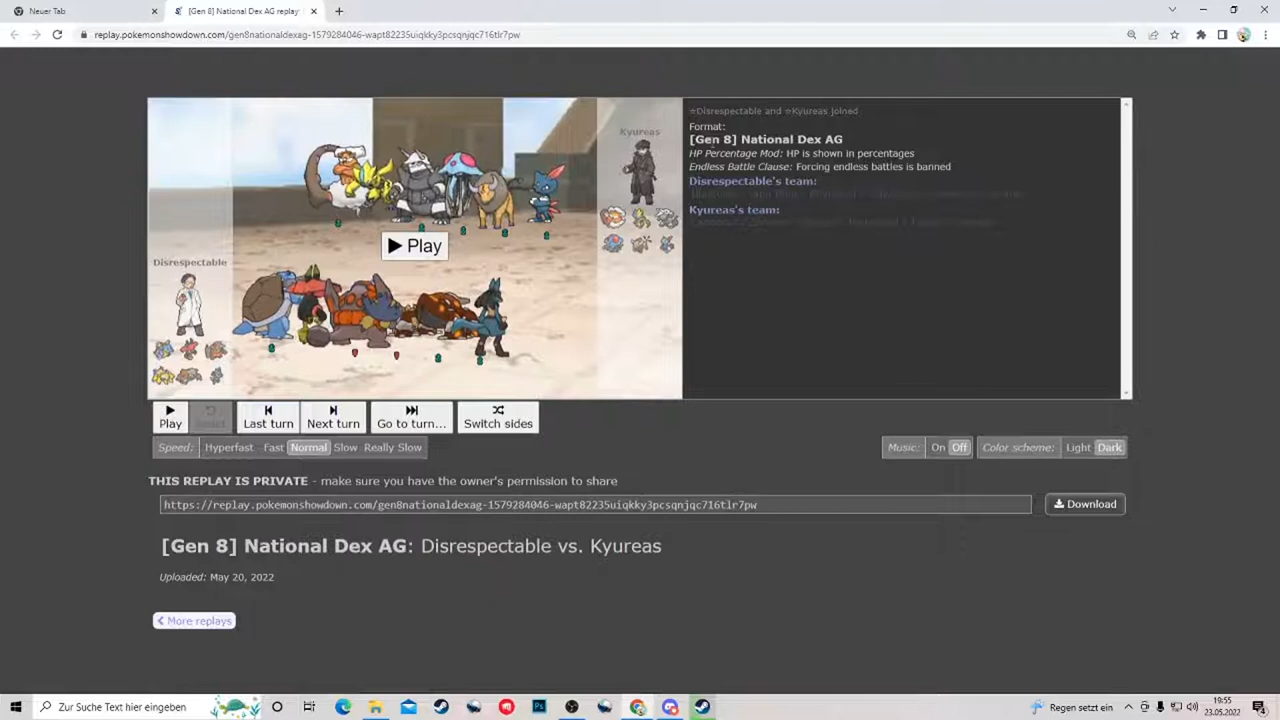 Neuer Tab
[Gen 8] National Dex AG replay
replay.pokemonshowdown.com/gen8nationaldexag-1579284046-wapt82235uiqkky3pcsqnjqc716tlr7pw
☆Disrespectable and ☆Kyureas joined
Format:
[Gen 8] National Dex AG
HP Percentage Mod: HP is shown in percentages
Endless Battle Clause: Forcing endless battles is banned
Disrespectable's team:
Kyureas's team:
Kyureas
Disrespectable
Play
Play
Last turn
Next turn
Go to turn...
Switch sides
Speed: Hyperfast Fast Normal Slow Really Slow
Music: On Off
Color scheme: Light Dark
THIS REPLAY IS PRIVATE - make sure you have the owner's permission to share
https://replay.pokemonshowdown.com/gen8nationaldexag-1579284046-wapt82235uiqkky3pcsqnjqc716tlr7pw
Download
[Gen 8] National Dex AG: Disrespectable vs. Kyureas
Uploaded: May 20, 2022
More replays
Zur Suche Text hier eingeben
Regen setzt ein
19:55
23.05.2022